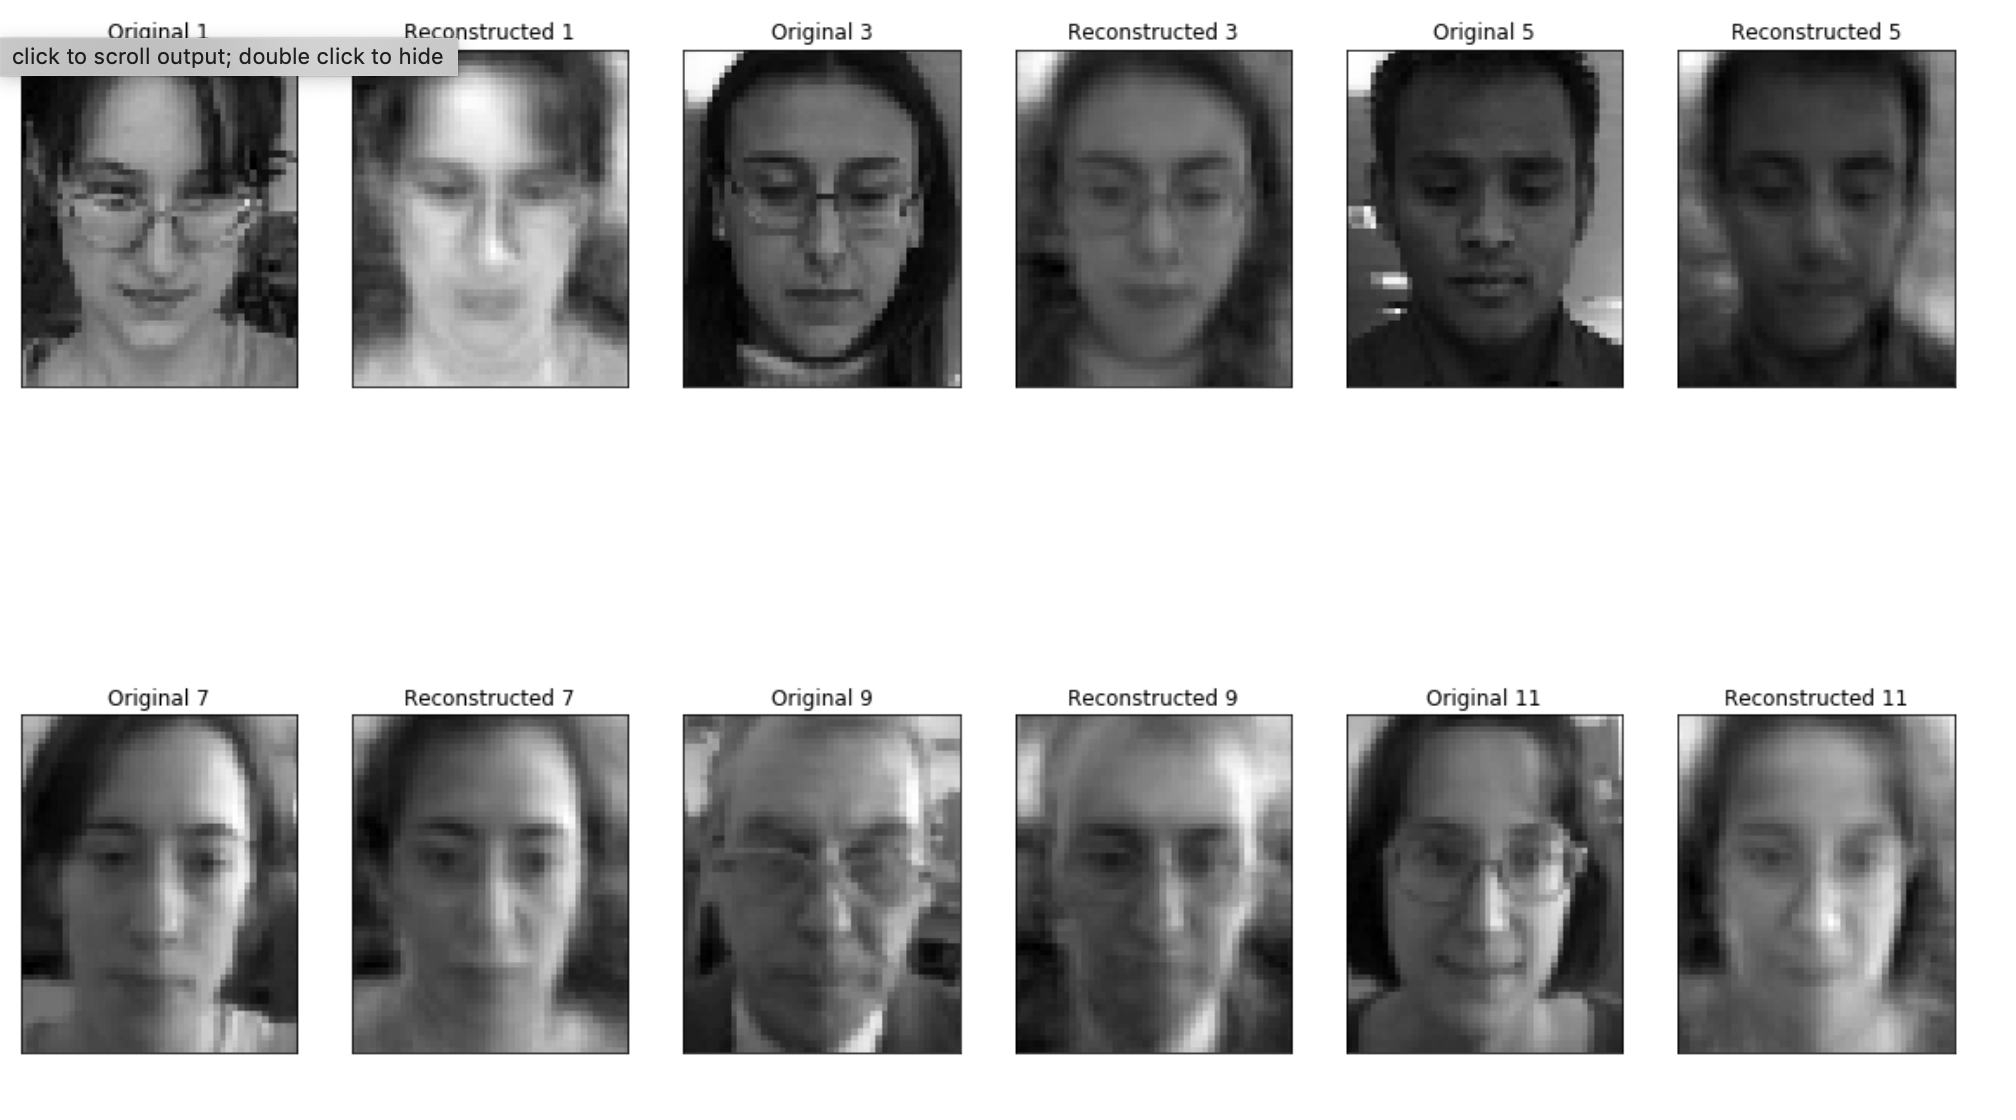 Original 1
Reconstructed 1
Original 3
Reconstructed 3
Original 5
Reconstructed 5
click to scroll output; double click to hide
Original 7
Reconstructed 7
Original 9
Reconstructed 9
Original 11
Reconstructed 11